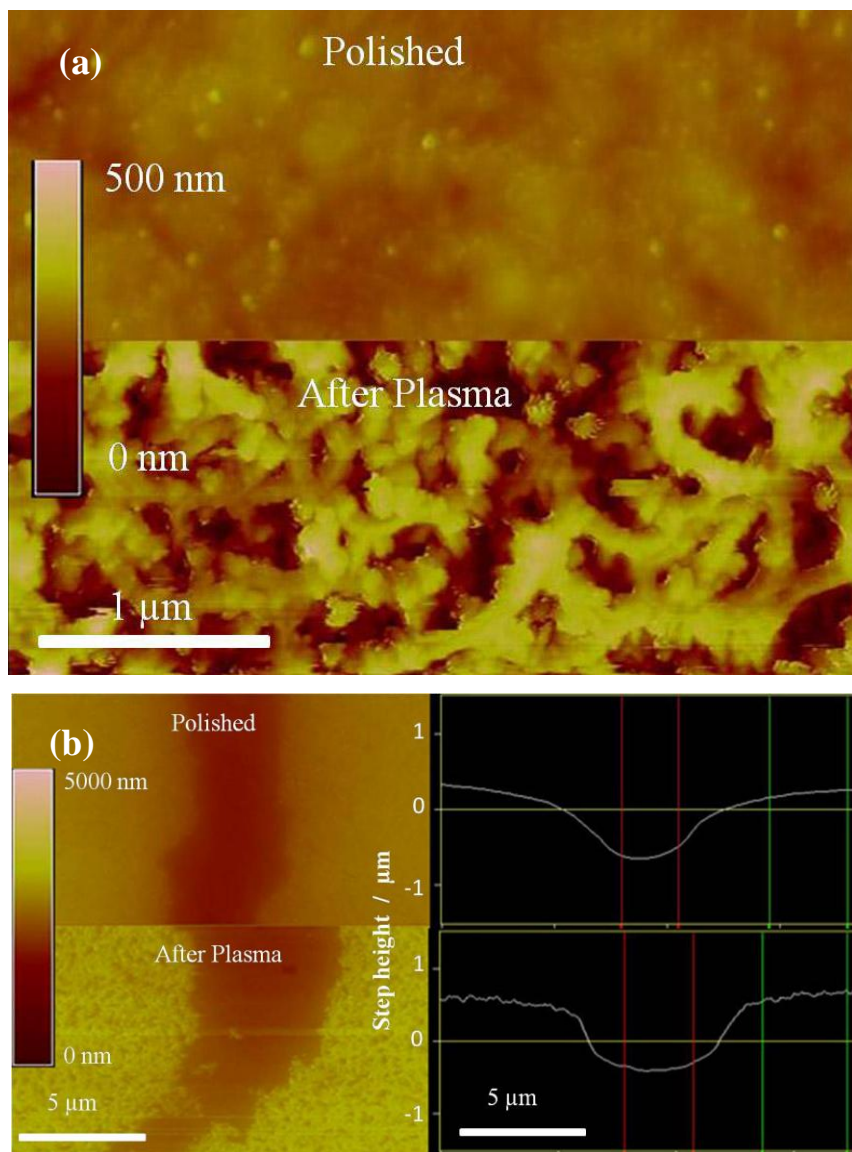 (a)
Polished
500 nm
After Plasma
0 nm
1 µm
(b)
Polished
5000 nm
After Plasma
0 nm
5 µm
Step height / µm
1
0
-1
1
0
-1
5 µm